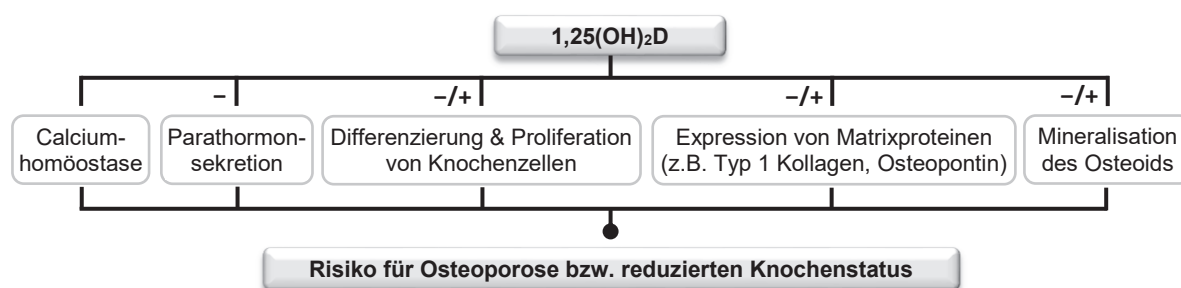 1,25(OH)₂D
– –/+ –/+ –/+
Calcium-
homöostase
Parathormon-
sekretion
Differenzierung & Proliferation
von Knochenzellen
Expression von Matrixproteinen
(z.B. Typ 1 Kollagen, Osteopontin)
Mineralisation
des Osteoids
Risiko für Osteoporose bzw. reduzierten Knochenstatus